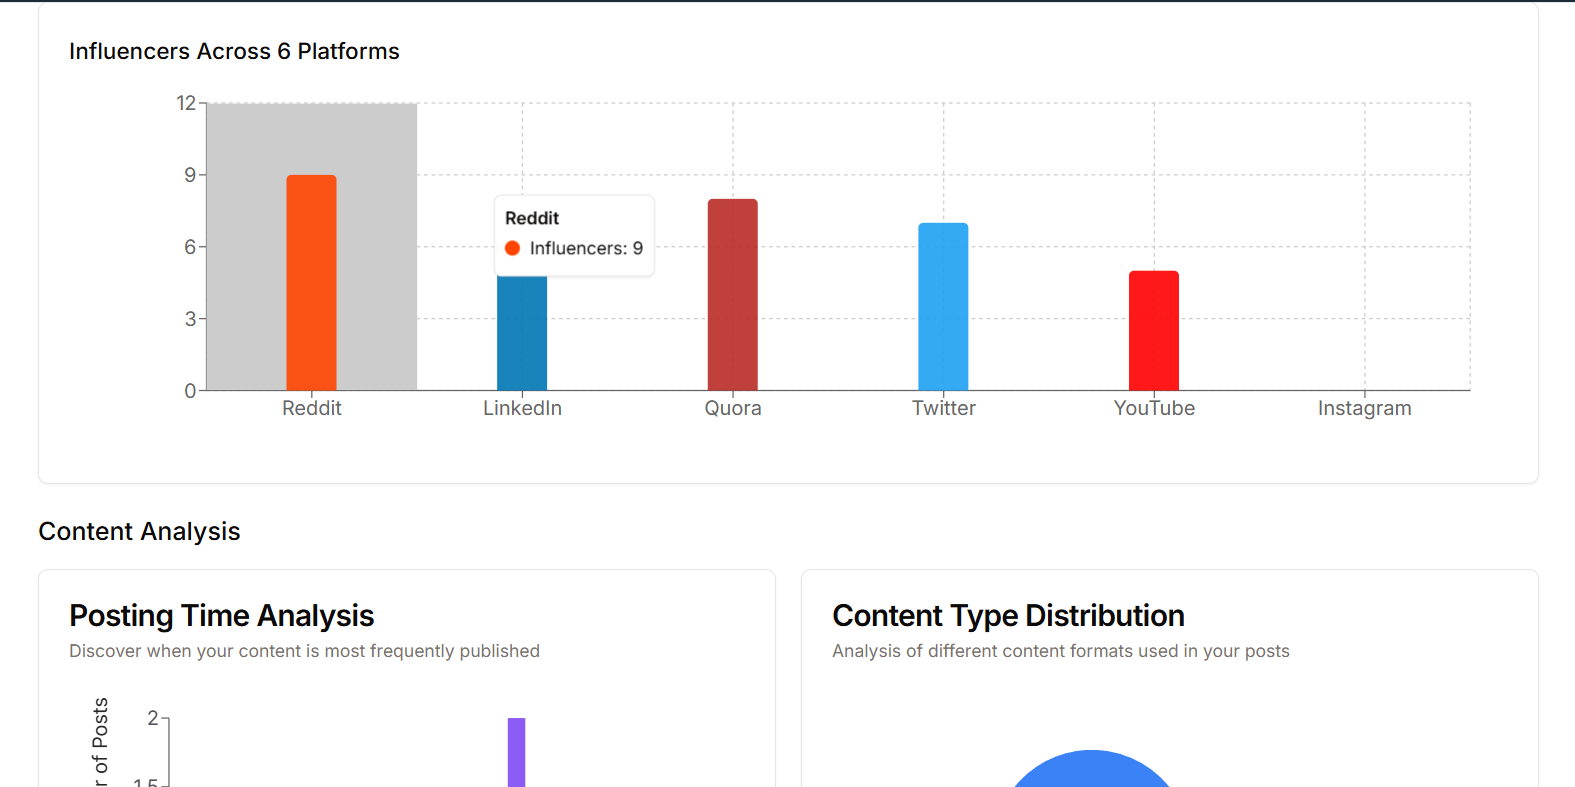 Influencers Across 6 Platforms
12
9
6
3
0
Reddit
Influencers: 9
Reddit LinkedIn Quora Twitter YouTube Instagram
Content Analysis
Posting Time Analysis
Discover when your content is most frequently published
r of Posts
2
1.5
Content Type Distribution
Analysis of different content formats used in your posts